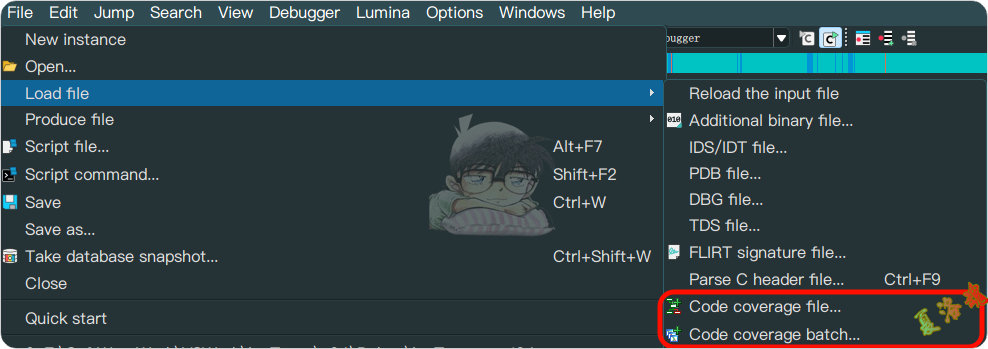 File Edit Jump Search View Debugger Lumina Options Windows Help
New instance
Open...
Load file
Produce file
Script file... Alt+F7
Script command... Shift+F2
Save Ctrl+W
Save as...
Take database snapshot... Ctrl+Shift+W
Close
Quick start
Reload the input file
Additional binary file...
IDS/IDT file...
PDB file...
DBG file...
TDS file...
FLIRT signature file...
Parse C header file... Ctrl+F9
Code coverage file...
Code coverage batch...